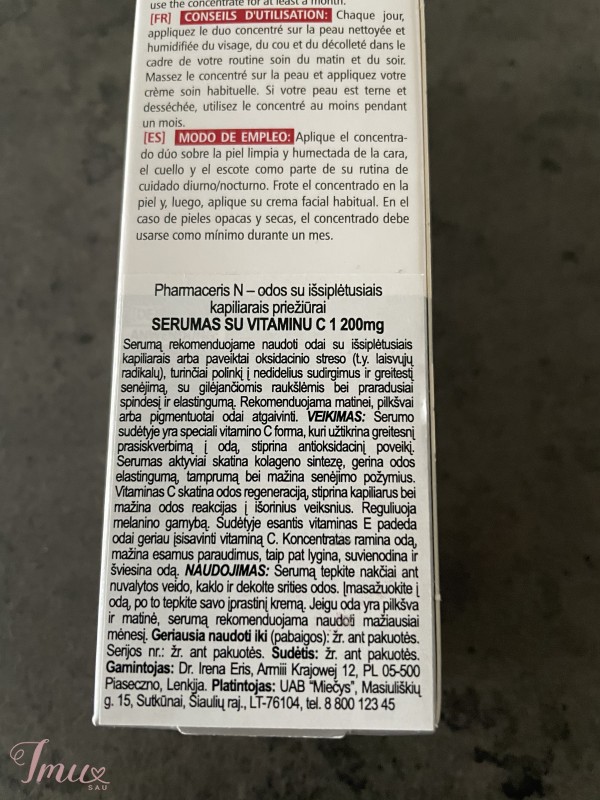 use the concentrate for at least a month.
[FR] CONSEILS D'UTILISATION: Chaque jour,
appliquez le duo concentré sur la peau nettoyée et
humidifiée du visage, du cou et du décolleté dans le
cadre de votre routine soin du matin et du soir.
Massez le concentré sur la peau et appliquez votre
crème soin habituelle. Si votre peau est terne et
desséchée, utilisez le concentré au moins pendant
un mois.
[ES] MODO DE EMPLEO: Aplique el concentra-
do dúo sobre la piel limpia y humectada de la cara,
el cuello y el escote como parte de su rutina de
cuidado diurno/nocturno. Frote el concentrado en la
piel y, luego, aplique su crema facial habitual. En el
caso de pieles opacas y secas, el concentrado debe
usarse como mínimo durante un mes.
Pharmaceris N – odos su išsiplėtusiais
kapiliarais priežiūrai
SERUMAS SU VITAMINU C 1 200mg
Serumą rekomenduojame naudoti odai su išsiplėtusiais
kapiliarais arba paveiktai oksidacinio streso (t.y. laisvųjų
radikalų), turinčiai polinkį į nedidelius sudirgimus ir greitestį
senėjimą, su gilėjančiomis raukšlėmis bei praradusiai
spindesį ir elastingumą. Rekomenduojama matinei, pilkšvai
arba pigmentuotai odai atgaivinti. VEIKIMAS: Serumo
sudėtyje yra speciali vitamino C forma, kuri užtikrina greitesnį
prasiskverbimą į odą, stiprina antioksidacinį poveikį.
Serumas aktyviai skatina kolageno sintezę, gerina odos
elastingumą, tamprumą bei mažina senėjimo požymius.
Vitaminas C skatina odos regeneraciją, stiprina kapiliarus bei
mažina odos reakcijas į išorinius veiksnius. Reguliuoja
melanino gamybą. Sudėtyje esantis vitaminas E padeda
odai geriau įsisavinti vitaminą C. Koncentratas ramina odą,
mažina esamus paraudimus, taip pat lygina, suvienodina ir
šviesina odą. NAUDOJIMAS: Serumą tepkite nakčiai ant
nuvalytos veido, kaklo ir dekolte srities odos. Įmasažuokite į
odą, po to tepkite savo įprastinį kremą. Jeigu oda yra pilkšva
ir matinė, serumą rekomenduojama naudoti mažiausiai
mėnesį. Geriausia naudoti iki (pabaigos): žr. ant pakuotės.
Serijos nr.: žr. ant pakuotės. Sudėtis: žr. ant pakuotės.
Gamintojas: Dr. Irena Eris, Armiii Krajowej 12, PL 05-500
Piaseczno, Lenkija. Platintojas: UAB "Miečys", Masiuliškių
g. 15, Sutkūnai, Šiaulių raj., LT-76104, tel. 8 800 123 45
Imu
SAU